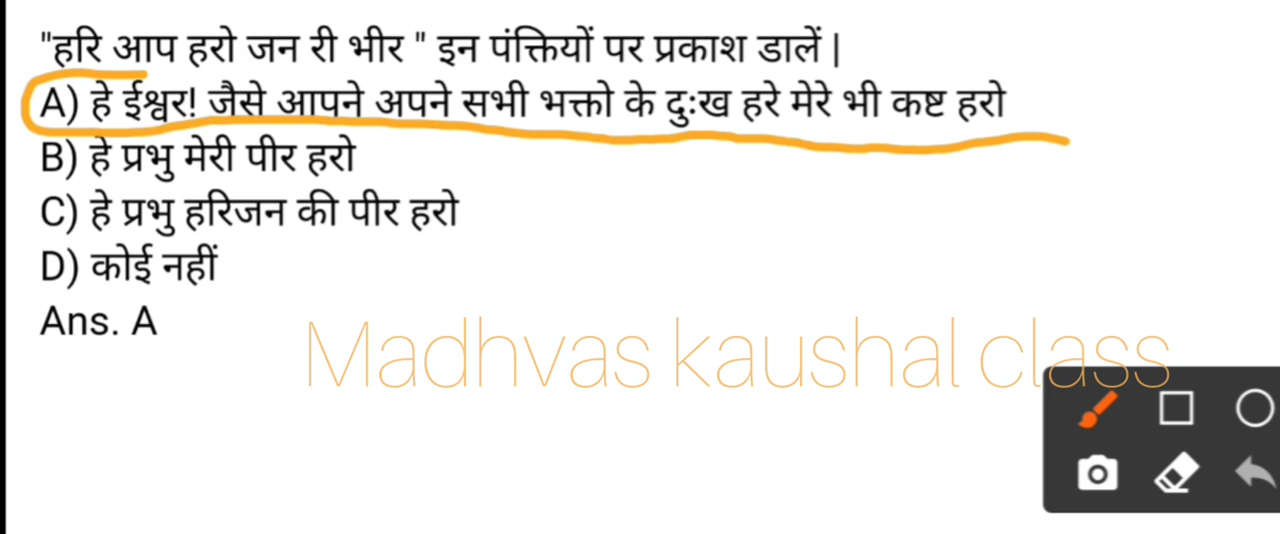 "हरि आप हरो जन री भीर " इन पंक्तियों पर प्रकाश डालें |
A) हे ईश्वर! जैसे आपने अपने सभी भक्तो के दुःख हरे मेरे भी कष्ट हरो
B) हे प्रभु मेरी पीर हरो
C) हे प्रभु हरिजन की पीर हरो
D) कोई नहीं
Ans. A
Madhvas kaushal class